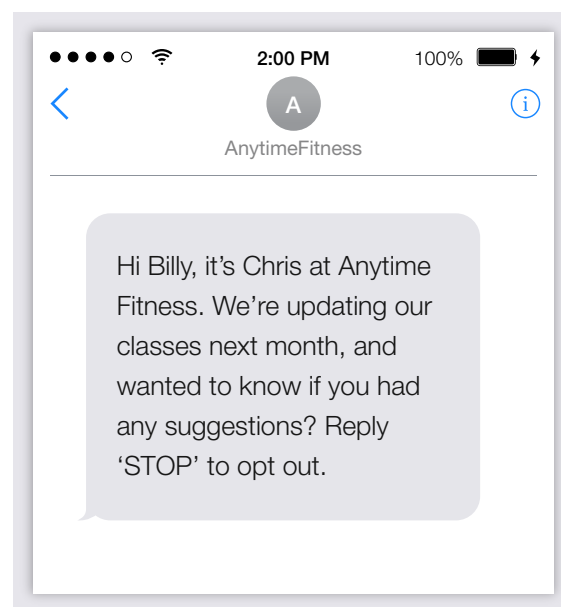 2:00 PM 100%
A
i
AnytimeFitness
Hi Billy, it’s Chris at Anytime
Fitness. We’re updating our
classes next month, and
wanted to know if you had
any suggestions? Reply
‘STOP’ to opt out.